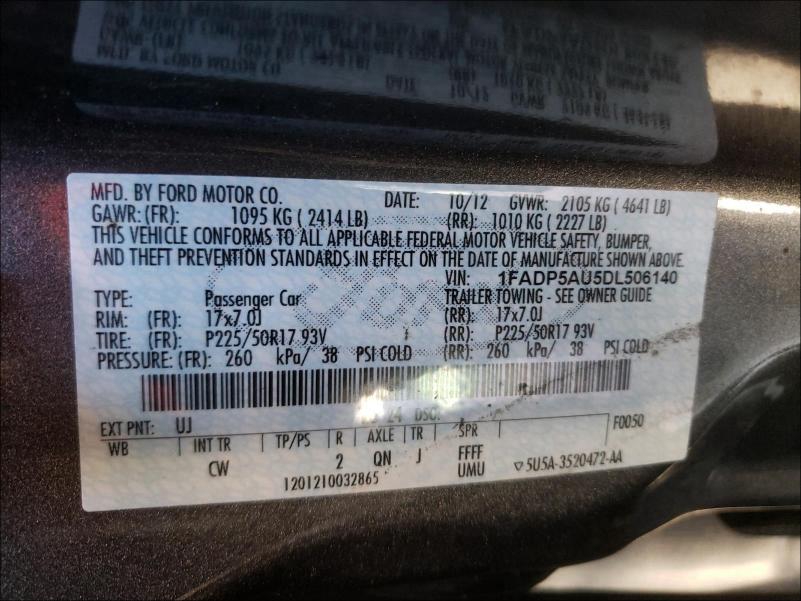 MFD. BY FORD MOTOR CO. DATE: 10/12 GVWR: 2105 KG ( 4641 LB)
GAWR: (FR): 1095 KG ( 2414 LB) (RR): 1010 KG ( 2227 LB)
THIS VEHICLE CONFORMS TO ALL APPLICABLE FEDERAL MOTOR VEHICLE SAFETY, BUMPER,
AND THEFT PREVENTION STANDARDS IN EFFECT ON THE DATE OF MANUFACTURE SHOWN ABOVE.
VIN: 1FADP5AU5DL506140
TYPE: Passenger Car TRAILER TOWING - SEE OWNER GUIDE
RIM: (FR): 17x7.0J (RR): 17x7.0J
TIRE: (FR): P225/50R17 93V (RR): P225/50R17 93V
PRESSURE: (FR): 260 kPa/ 38 PSI COLD (RR): 260 kPa/ 38 PSI COLD
EXT PNT: UJ 24 DSO: F0050
WB INT TR TP/PS R AXLE TR SPR
CW 2 QN J FFFF
UMU
1201210032865 ▽5U5A-3520472-AA